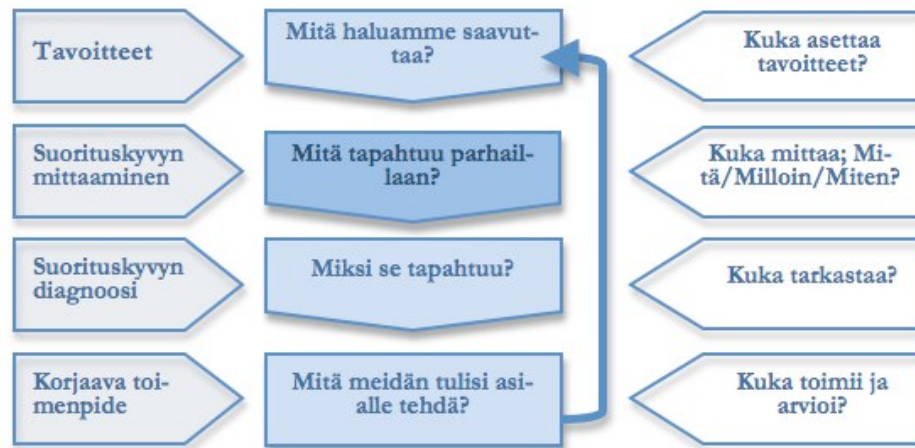 Tavoitteet
Mitä haluamme saavut-
taa?
Kuka asettaa
tavoitteet?
Suorituskyvyn
mittaaminen
Mitä tapahtuu parhail-
laan?
Kuka mittaa; Mi-
tä/Milloin/Miten?
Suorituskyvyn
diagnoosi
Miksi se tapahtuu?
Kuka tarkastaa?
Korjaava toi-
menpide
Mitä meidän tulisi asi-
alle tehdä?
Kuka toimii ja
arvioi?